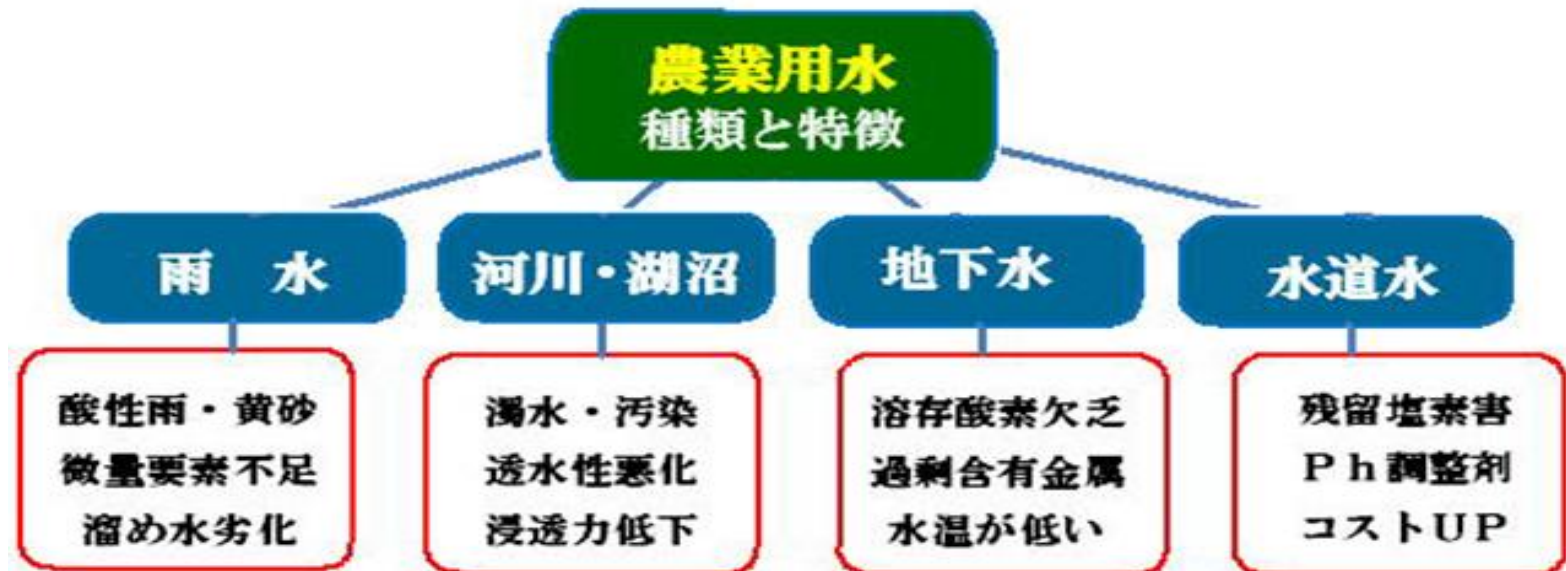 農業用水
種類と特徴
雨　水
河川・湖沼
地下水
水道水
酸性雨・黄砂
微量要素不足
溜め水劣化
濁水・汚染
透水性悪化
浸透力低下
溶存酸素欠乏
過剰含有金属
水温が低い
残留塩素害
Ｐｈ調整剤
コストＵＰ